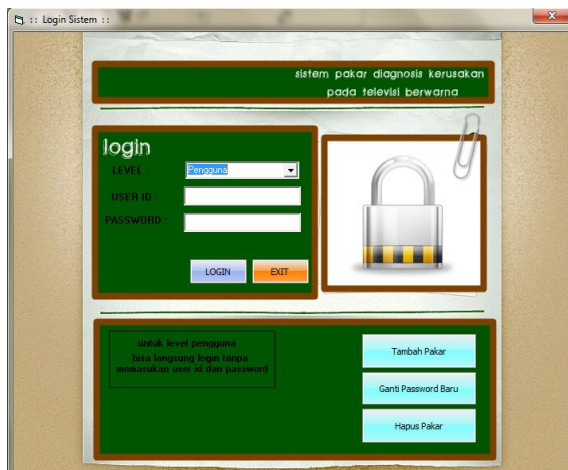 :: Login Sistem ::
sistem pakar diagnosis kerusakan
pada televisi berwarna
login
LEVEL :
Pengguna
USER ID :
PASSWORD :
LOGIN
EXIT
untuk level pengguna
bisa langsung login tanpa
memasukan user id dan password
Tambah Pakar
Ganti Password Baru
Hapus Pakar